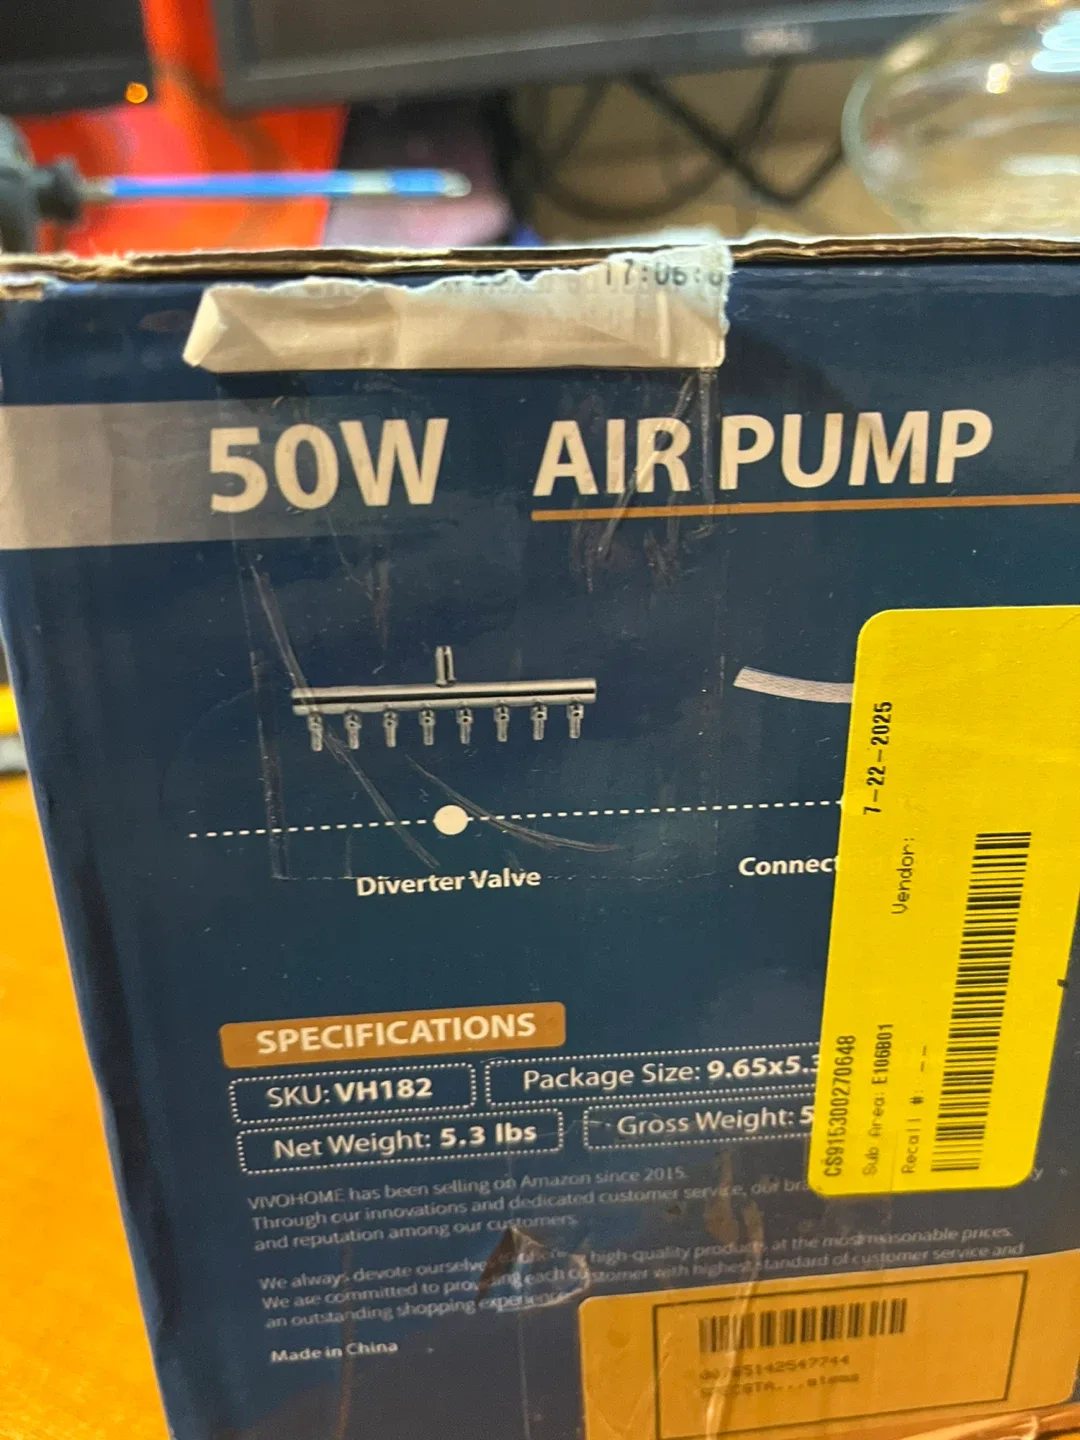 17:06:
50W AIR PUMP
Diverter Valve
Connect
SPECIFICATIONS
SKU: VH182
Package Size: 9.65x5.3
Net Weight: 5.3 lbs
Gross Weight: 5
VIVOHOME has been selling on Amazon since 2015.
Through our innovations and dedicated customer service, our
and reputation among our customers.
We always devote high-quality products at the most reasonable prices.
We are committed to providing each customer with highest standard of customer service and
an outstanding shopping experience
Made in China
7-22-2025
Vendor:
CS915300270648
Sub Area: E106B01
Recall #: --